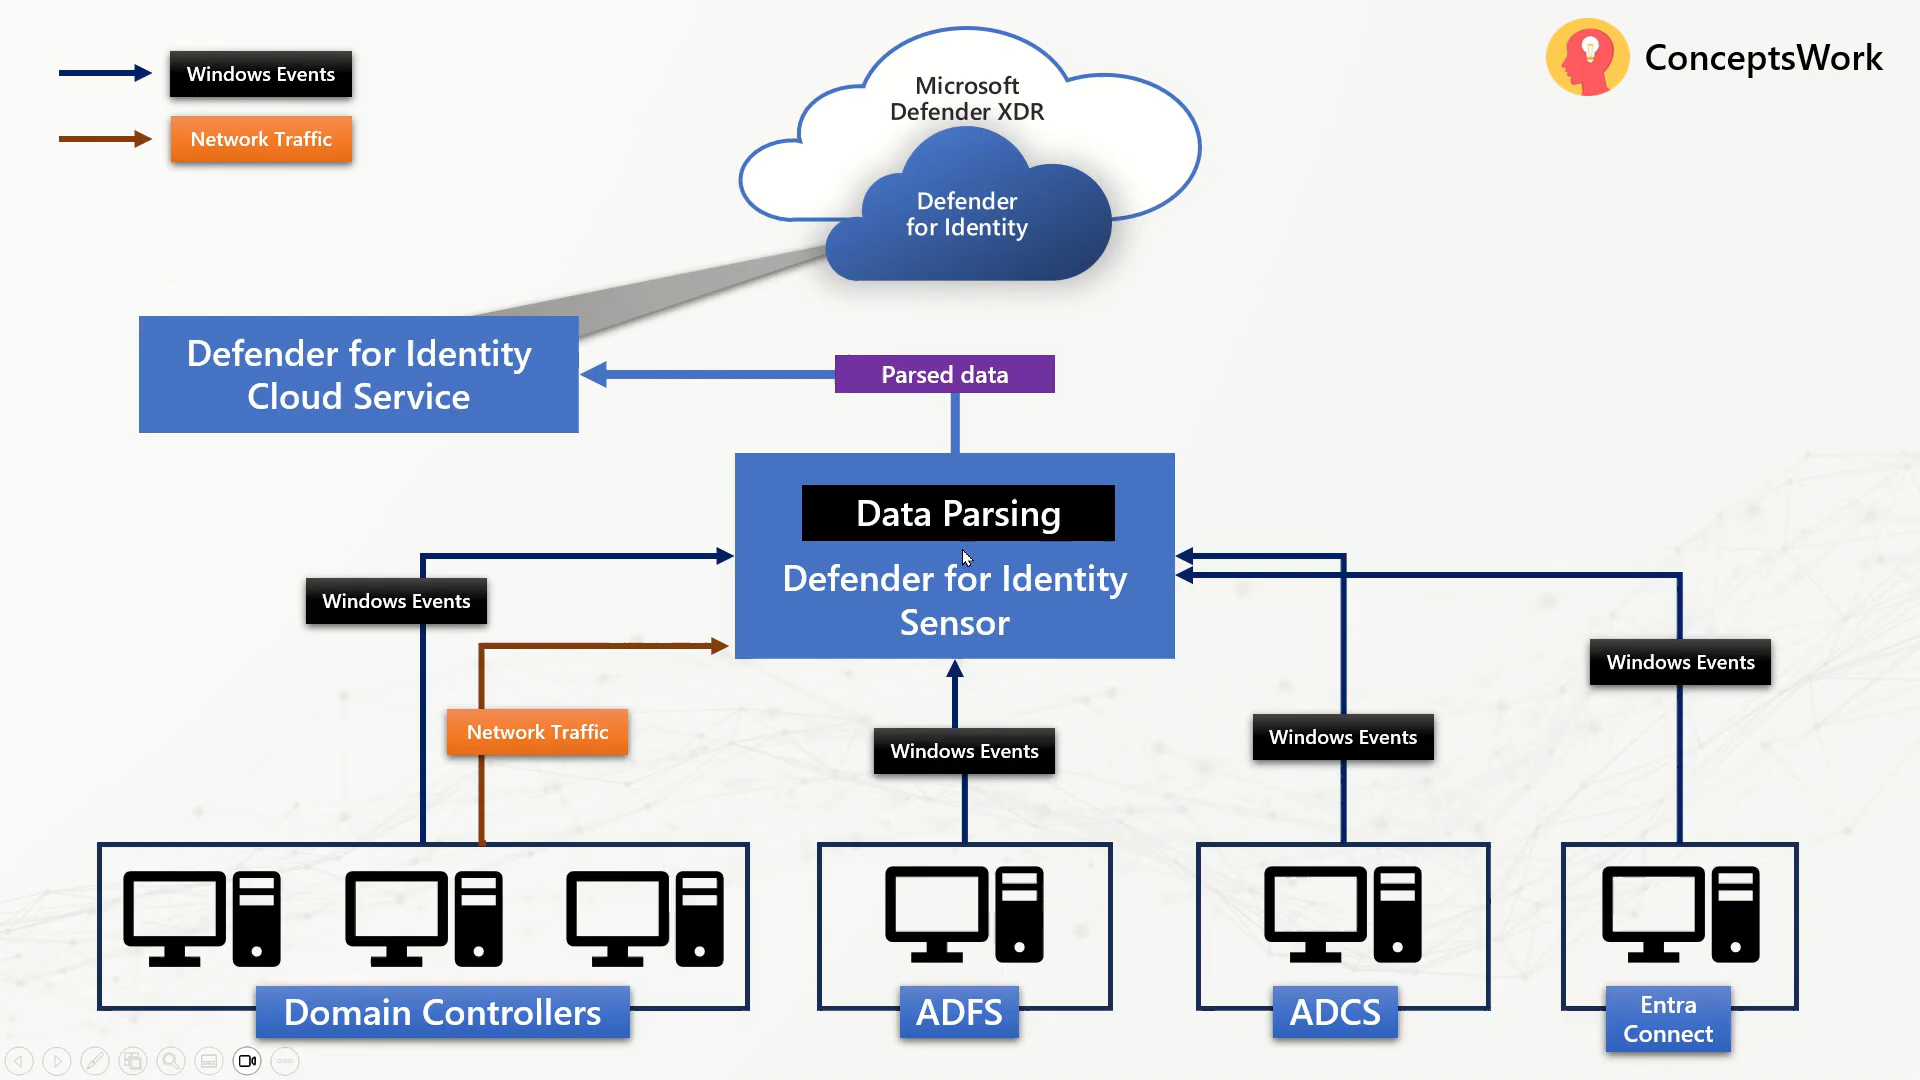 Windows Events
Network Traffic
Microsoft
Defender XDR
Defender
for Identity
ConceptsWork
Defender for Identity
Cloud Service
Parsed data
Data Parsing
Defender for Identity
Sensor
Windows Events
Network Traffic
Windows Events
Windows Events
Windows Events
Domain Controllers
ADFS
ADCS
Entra
Connect